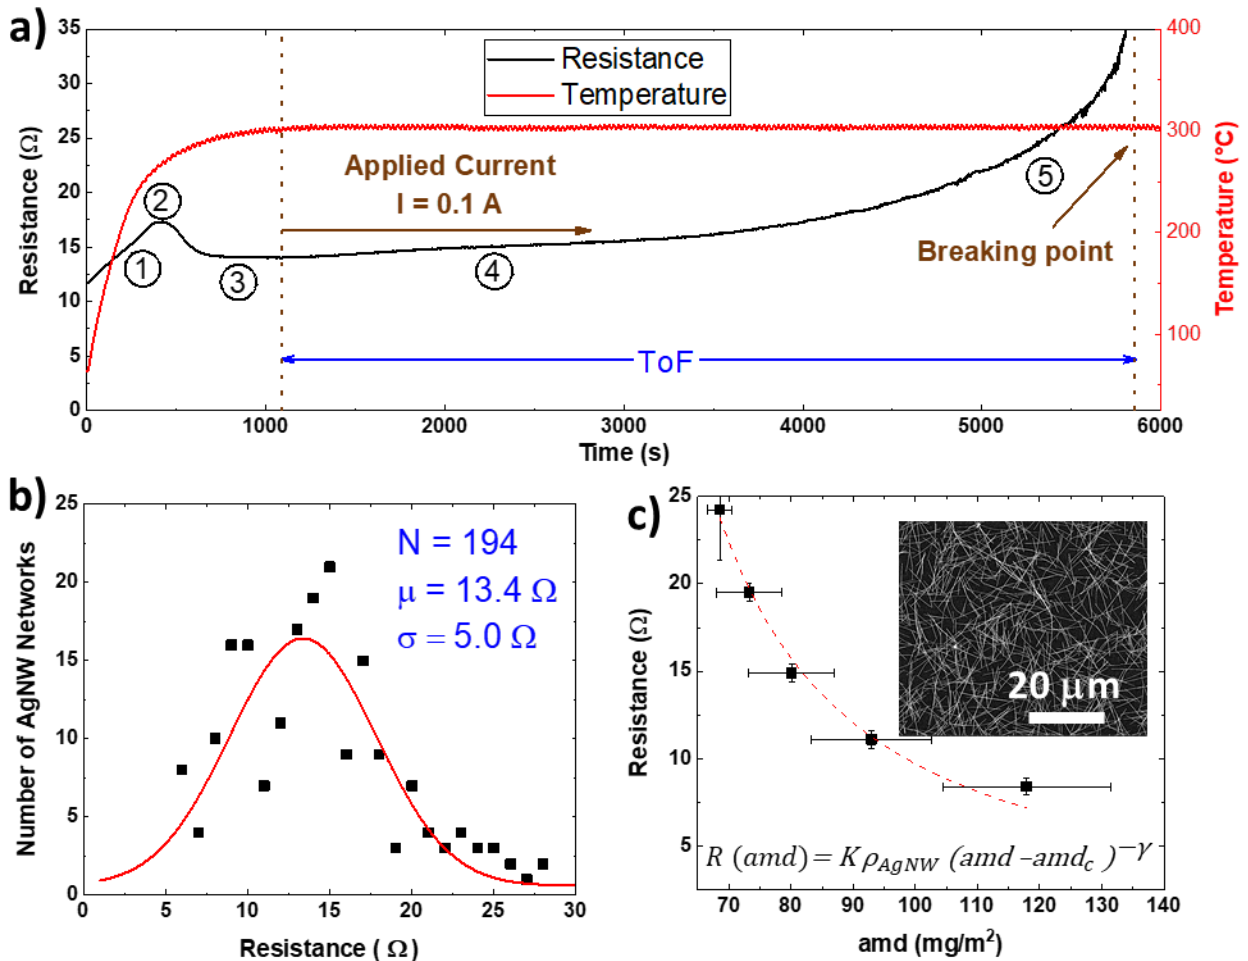 a)
35
30
25
20
15
10
5
0
Resistance (Ω)
Resistance
Temperature
400
300
200
100
Temperature (°C)
Applied Current
I = 0.1 A
1
2
3
4
5
Breaking point
ToF
0
1000
2000
3000
4000
5000
6000
Time (s)
b)
25
20
15
10
5
0
Number of AgNW Networks
N = 194
μ = 13.4 Ω
σ = 5.0 Ω
0
5
10
15
20
25
30
Resistance ( Ω)
c)
25
20
15
10
5
Resistance (Ω)
20 μm
R (amd) = Kρ_AgNW (amd – amd_c )^−γ
70
80
90
100
110
120
130
140
amd (mg/m²)